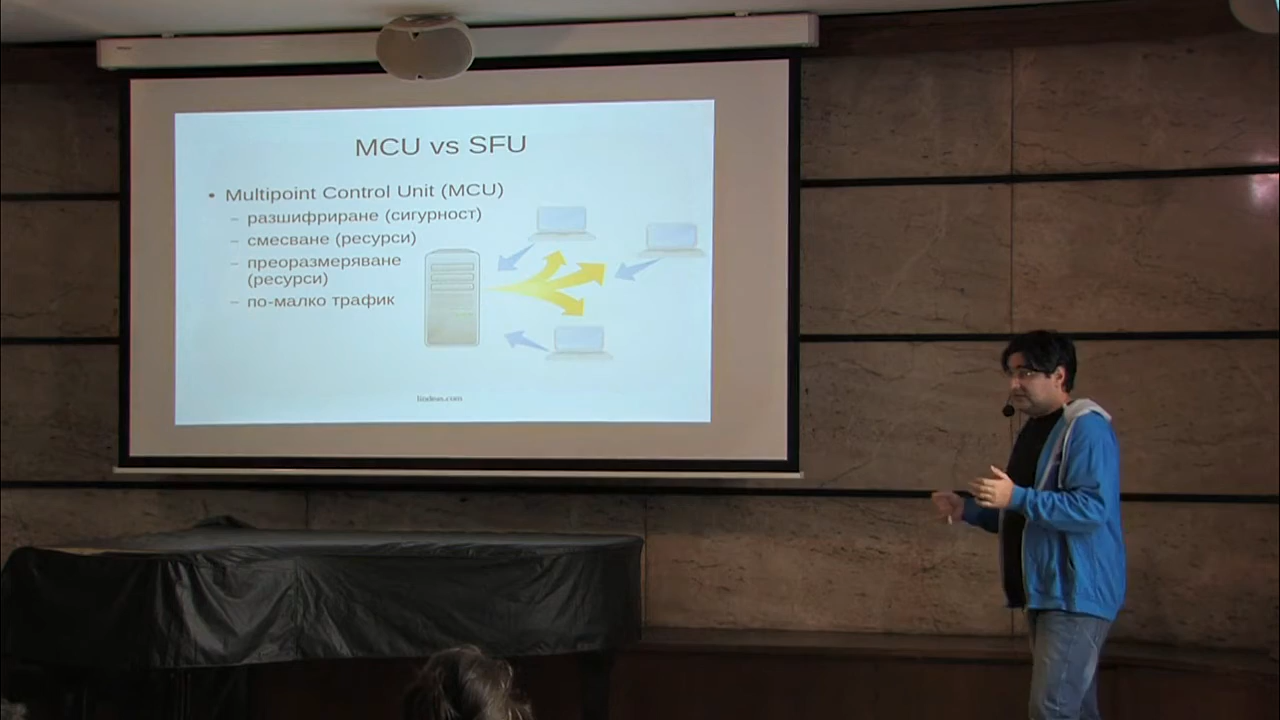 MCU vs SFU
• Multipoint Control Unit (MCU)
– разшифриране (сигурност)
– смесване (ресурси)
– преоразмеряване
(ресурси)
– по-малко трафик